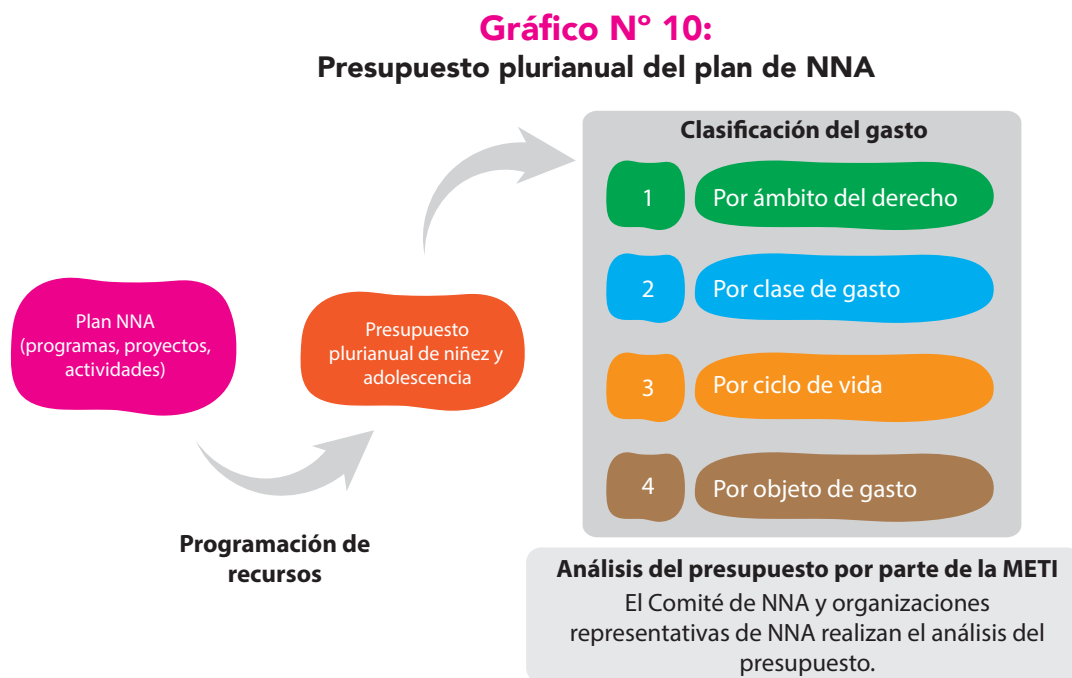 Gráfico Nº 10:
Presupuesto plurianual del plan de NNA
Plan NNA
(programas, proyectos,
actividades)
Programación de
recursos
Presupuesto
plurianual de niñez y
adolescencia
Clasificación del gasto
1 Por ámbito del derecho
2 Por clase de gasto
3 Por ciclo de vida
4 Por objeto de gasto
Análisis del presupuesto por parte de la METI
El Comité de NNA y organizaciones
representativas de NNA realizan el análisis del
presupuesto.